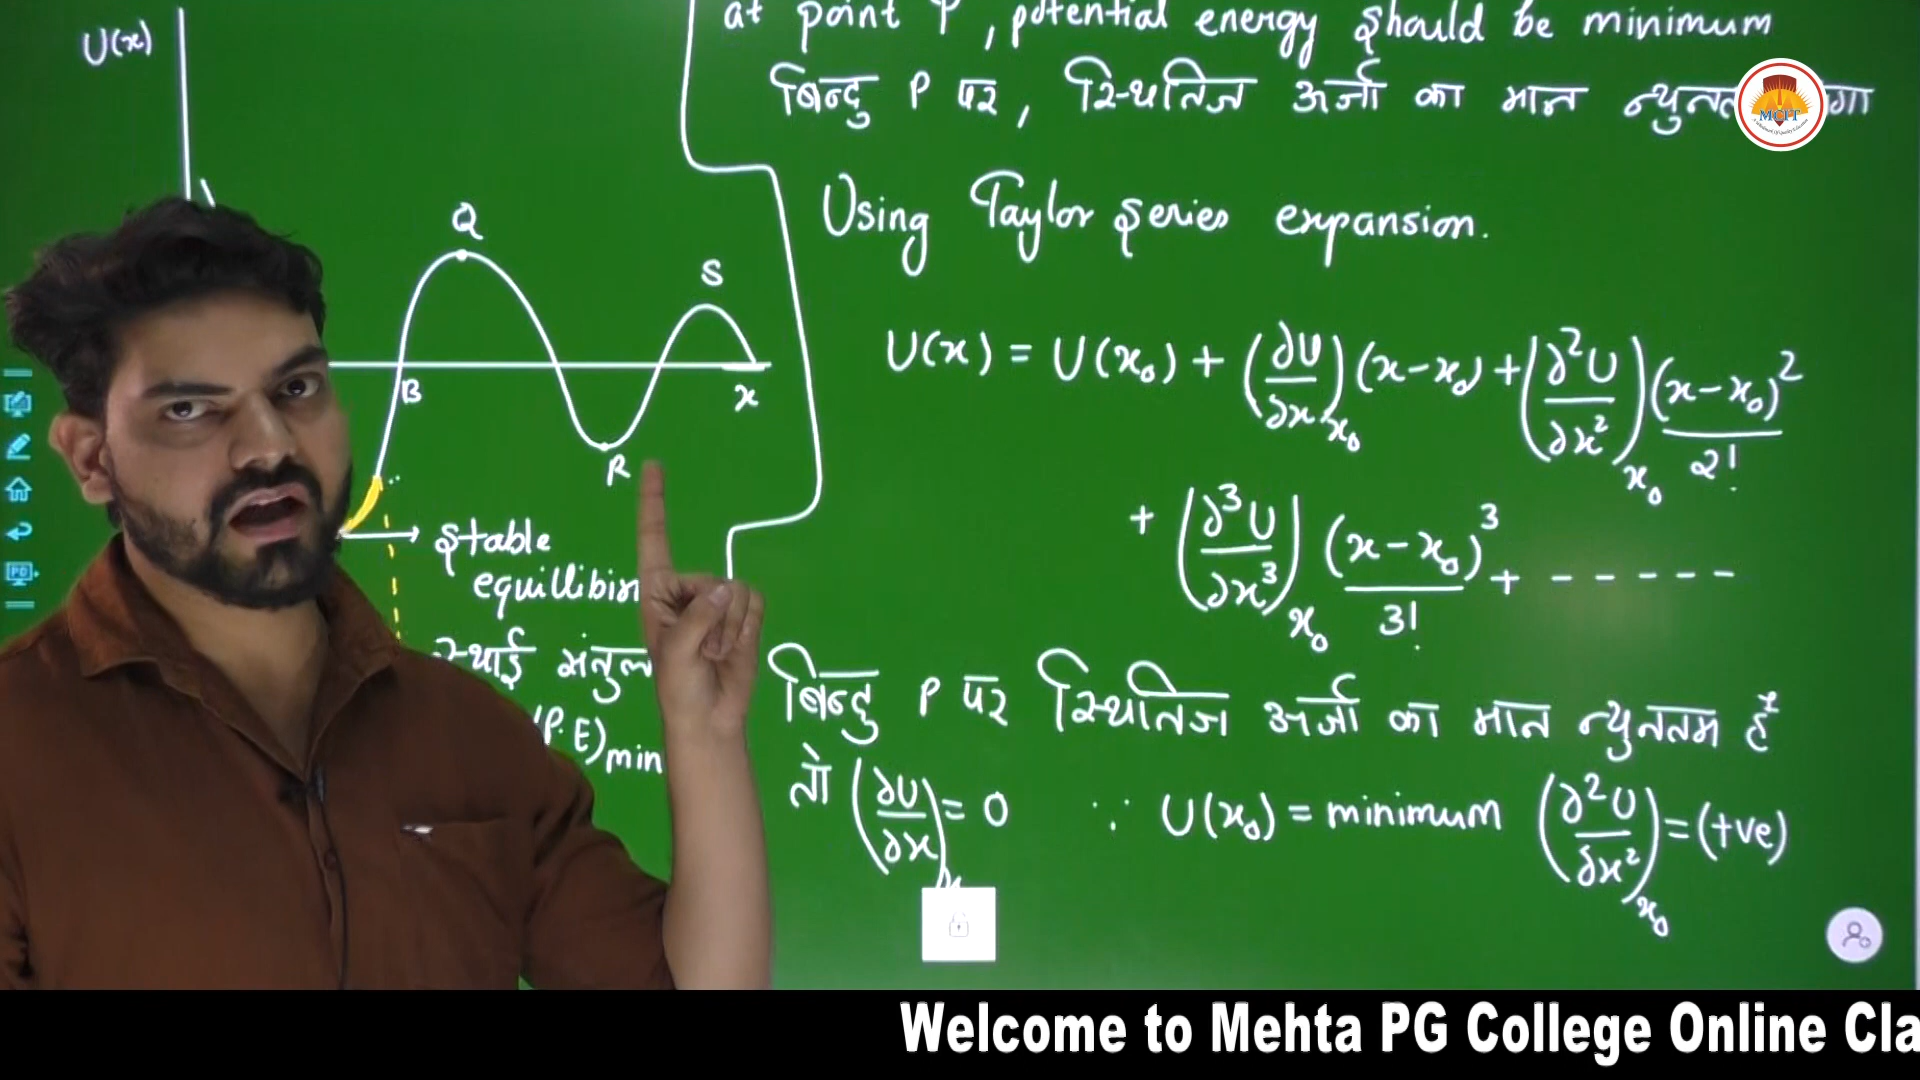 U(x)
Q
S
B
x
R
stable
equillibir
स्थाई संतुल
(P.E)min
at point P, potential energy should be minimum
बिन्दु P पर, स्थितिज ऊर्जा का मान
MCIT
Using Taylor series expansion.
U(x) = U(x₀) + (∂U/∂x)x₀ (x-x₀) + (∂²U/∂x²)x₀ (x-x₀)²/2!
+ (∂³U/∂x³)x₀ (x-x₀)³/3! + - - - - - -
बिन्दु P पर स्थितिज ऊर्जा का मान न्युनतम है
तो (∂U/∂x)x = 0 ∵ U(x₀) = minimum (∂²U/∂x²)x₀ = (+ve)
Welcome to Mehta PG College Online Cla